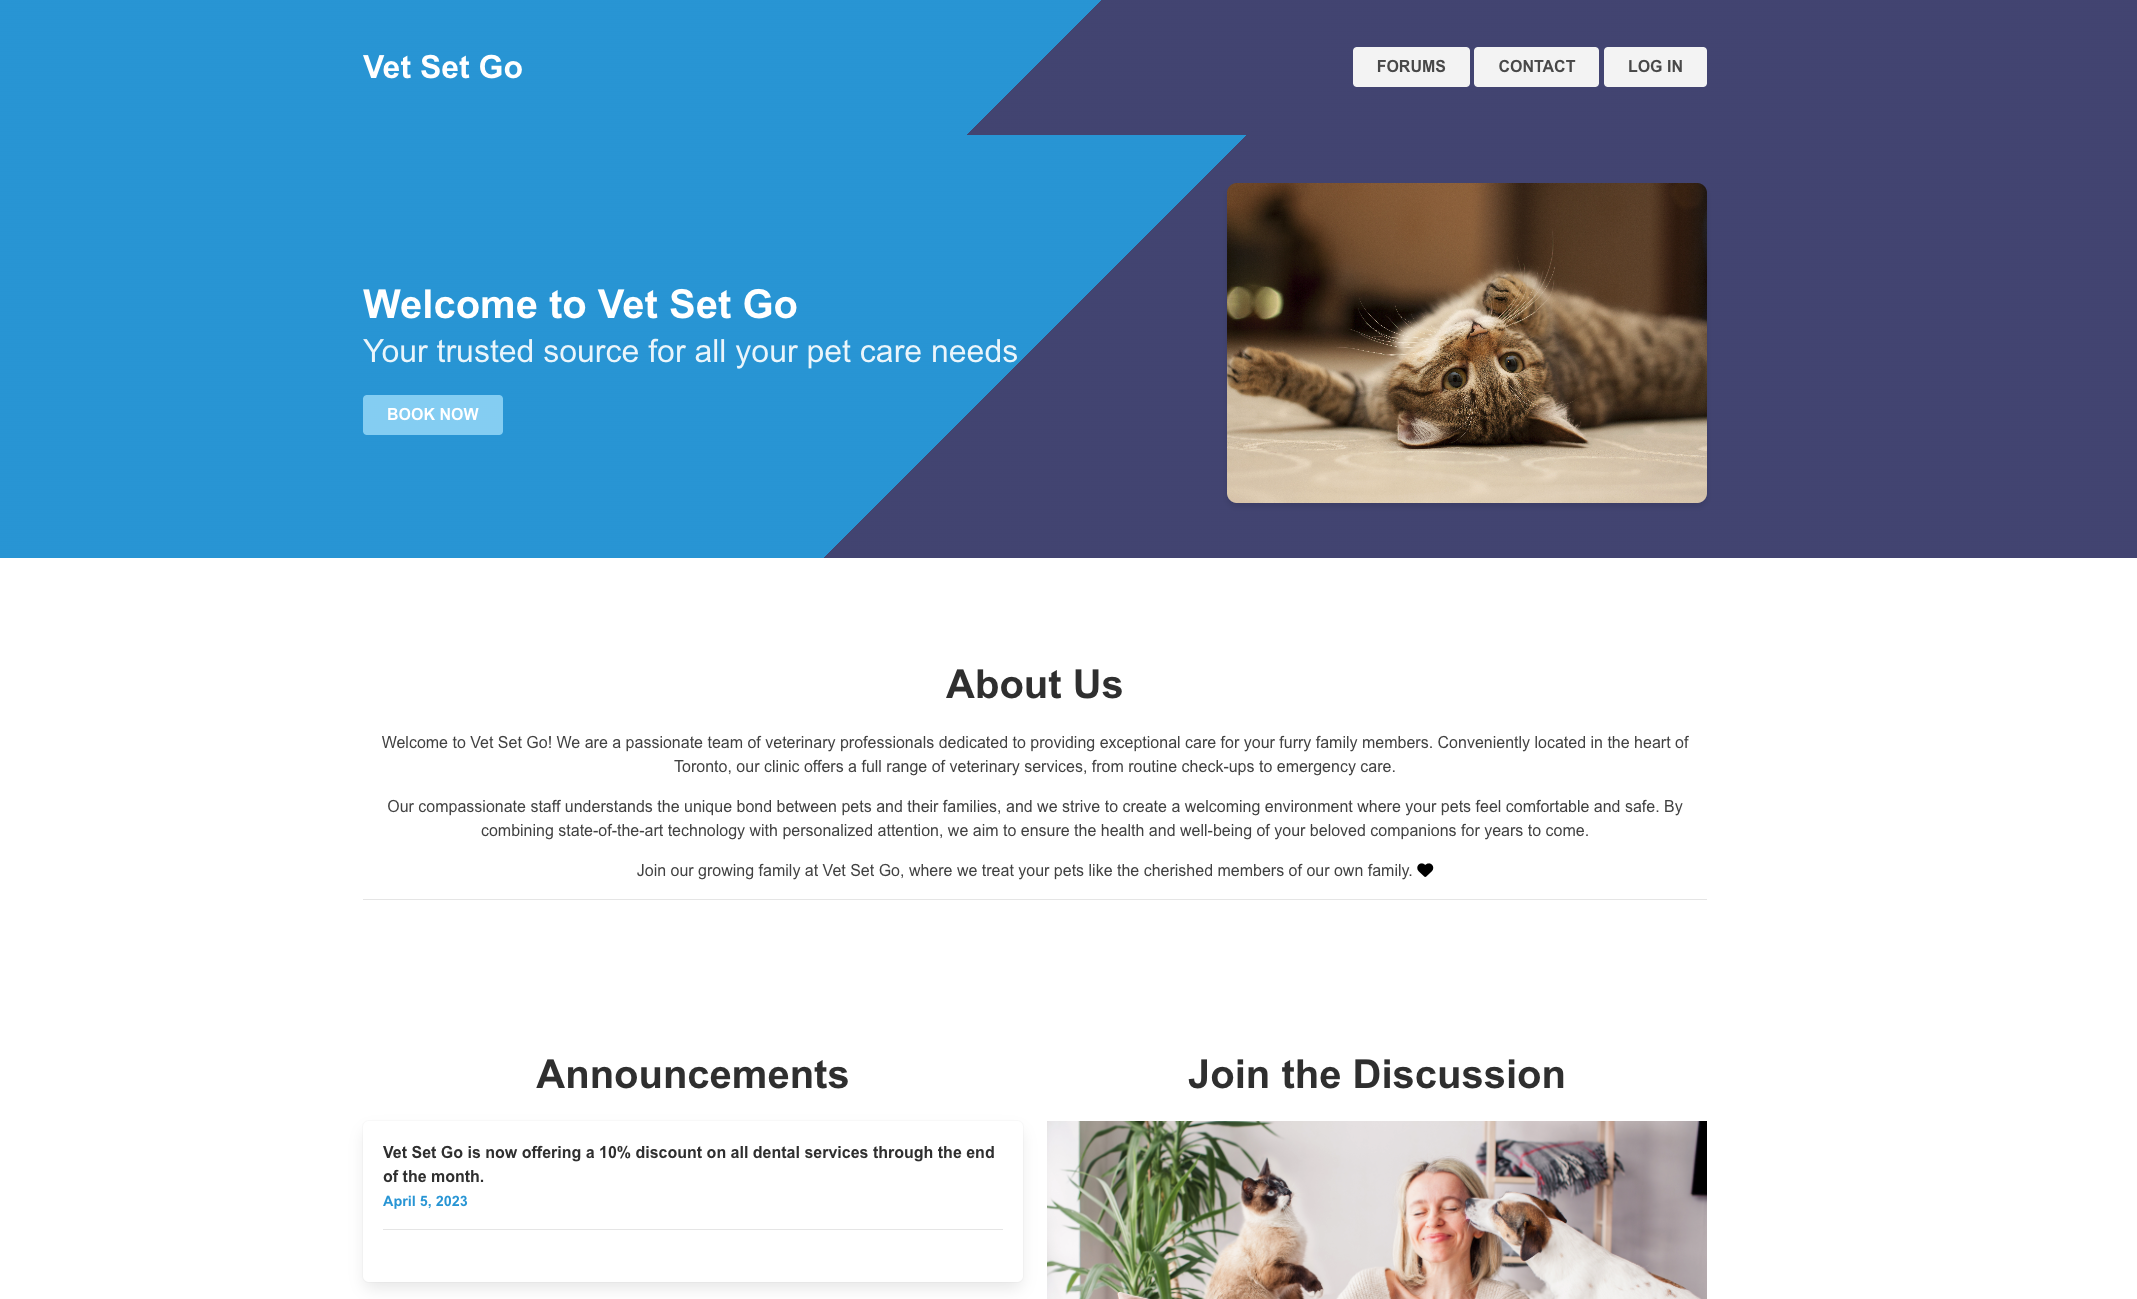 Vet Set Go
FORUMS
CONTACT
LOG IN
Welcome to Vet Set Go
Your trusted source for all your pet care needs
BOOK NOW
About Us
Welcome to Vet Set Go! We are a passionate team of veterinary professionals dedicated to providing exceptional care for your furry family members. Conveniently located in the heart of
Toronto, our clinic offers a full range of veterinary services, from routine check-ups to emergency care.
Our compassionate staff understands the unique bond between pets and their families, and we strive to create a welcoming environment where your pets feel comfortable and safe. By
combining state-of-the-art technology with personalized attention, we aim to ensure the health and well-being of your beloved companions for years to come.
Join our growing family at Vet Set Go, where we treat your pets like the cherished members of our own family.
Announcements
Vet Set Go is now offering a 10% discount on all dental services through the end
of the month.
April 5, 2023
Join the Discussion